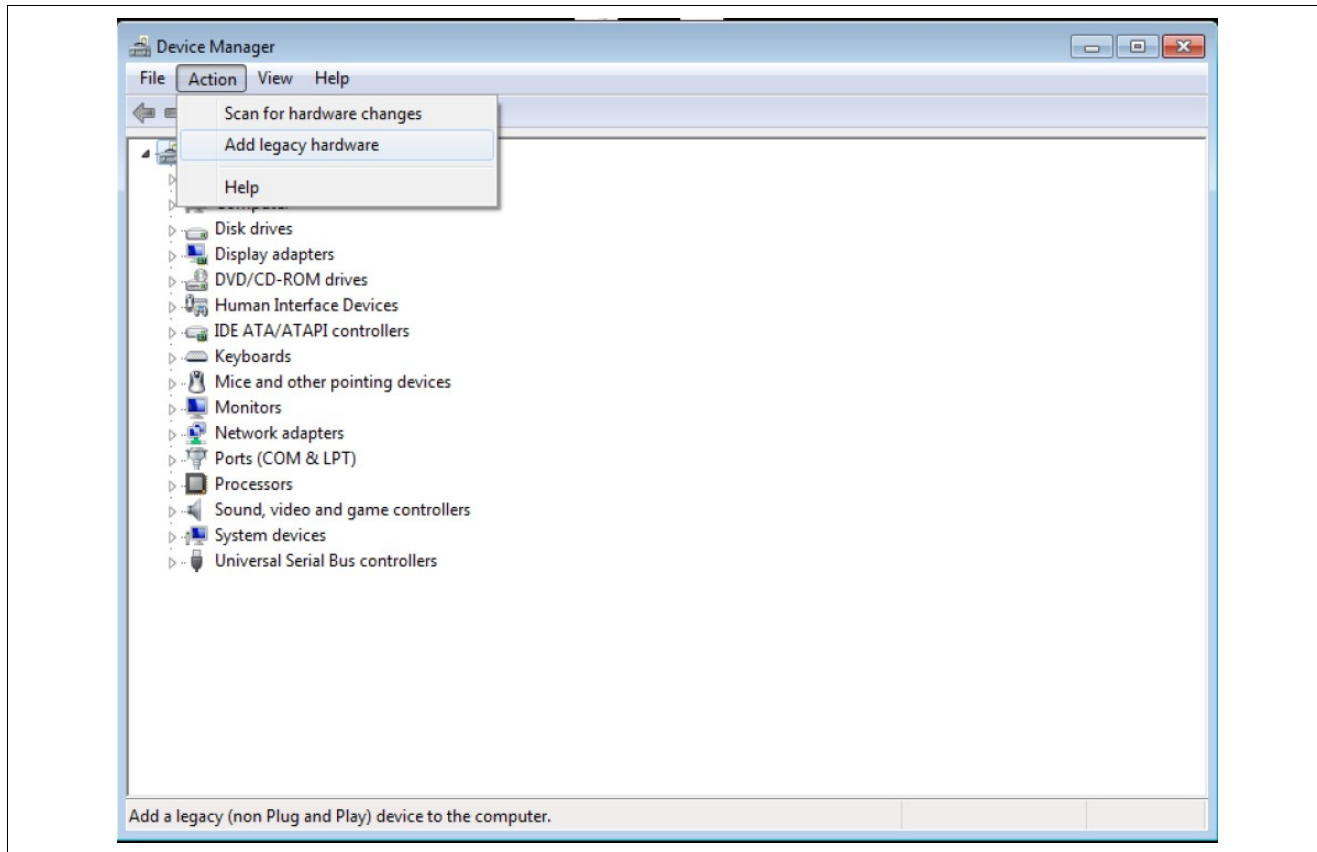 Device Manager
File Action View Help
Scan for hardware changes
Add legacy hardware
Help
Disk drives
Display adapters
DVD/CD-ROM drives
Human Interface Devices
IDE ATA/ATAPI controllers
Keyboards
Mice and other pointing devices
Monitors
Network adapters
Ports (COM & LPT)
Processors
Sound, video and game controllers
System devices
Universal Serial Bus controllers
Add a legacy (non Plug and Play) device to the computer.